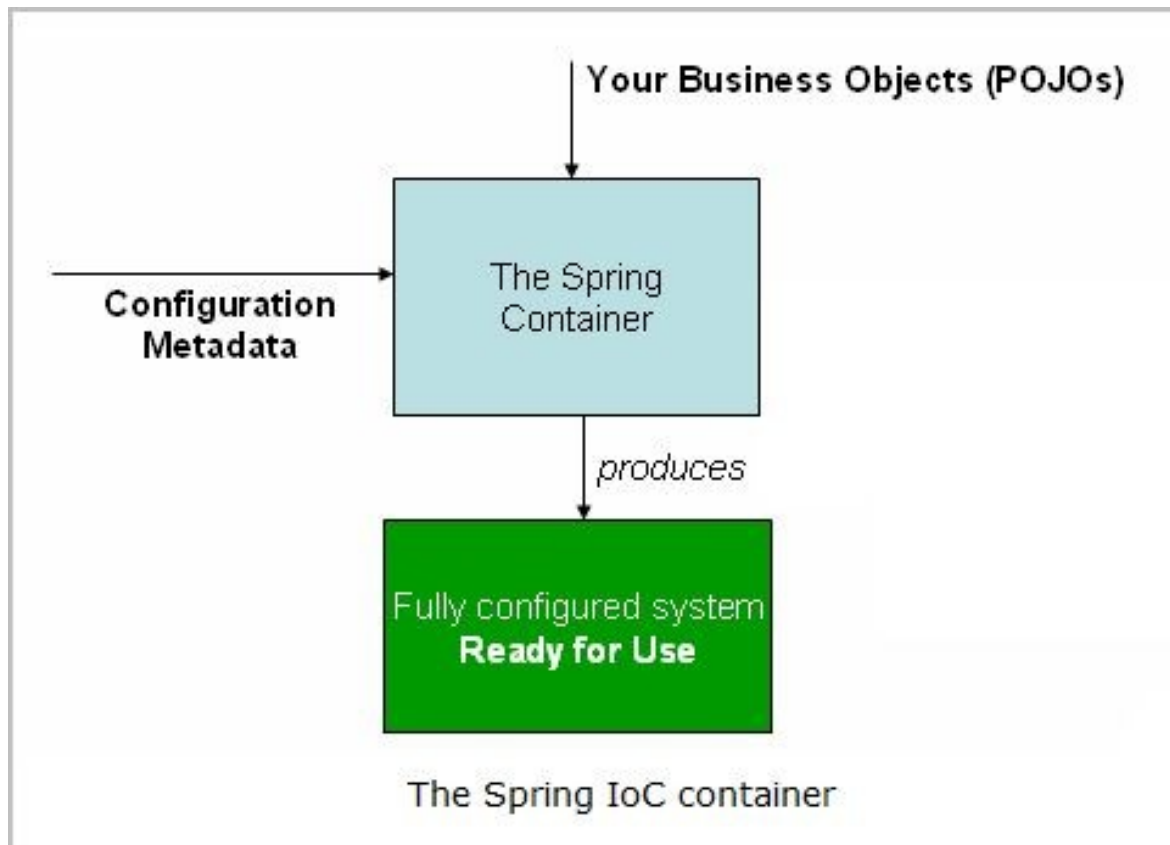 Your Business Objects (POJOs)
The Spring
Container
Configuration
Metadata
produces
Fully configured system
Ready for Use
The Spring IoC container